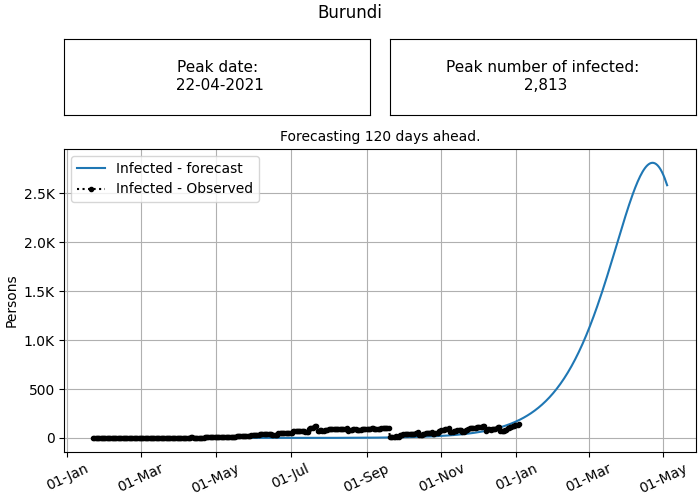 Burundi
Peak date:
22-04-2021
Peak number of infected:
2,813
Forecasting 120 days ahead.
Infected - forecast
Infected - Observed
Persons
2.5K
2.0K
1.5K
1.0K
500
0
01-Jan
01-Mar
01-May
01-Jul
01-Sep
01-Nov
01-Jan
01-Mar
01-May